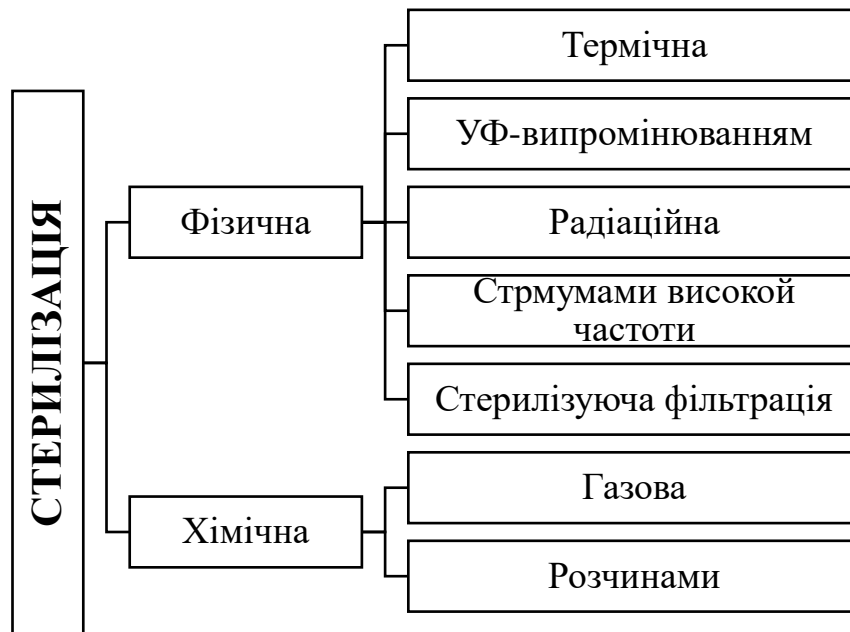 СТЕРИЛІЗАЦІЯ
Фізична
Термічна
УФ-випромінюванням
Радіаційна
Стрмумами високой
частоти
Стерилізуюча фільтрація
Хімічна
Газова
Розчинами